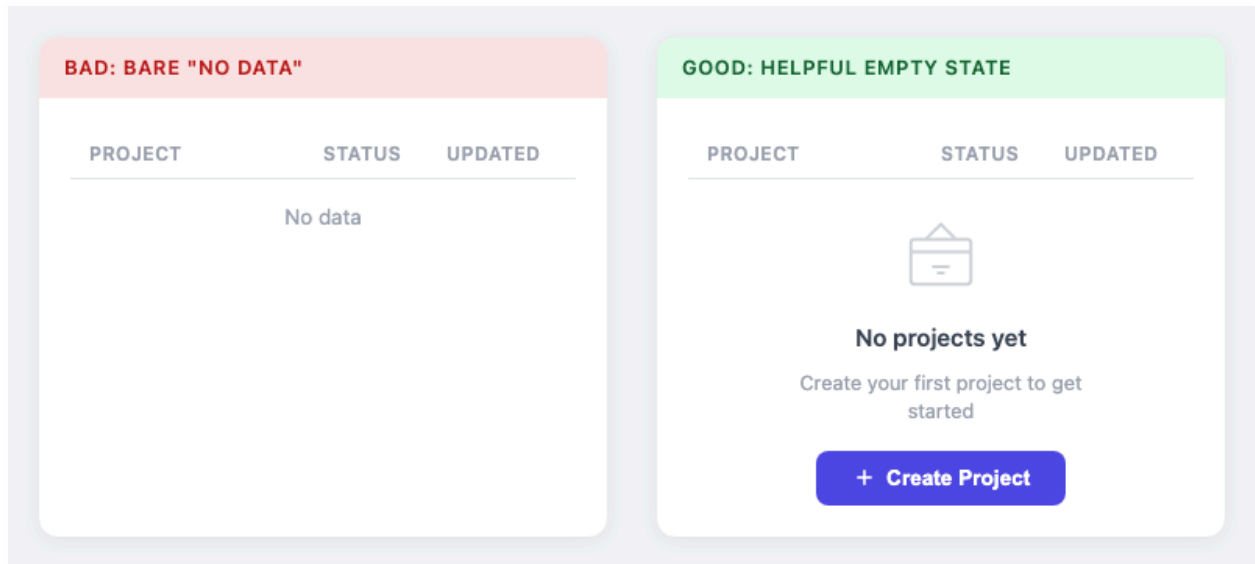 BAD: BARE "NO DATA"
PROJECT STATUS UPDATED
No data
GOOD: HELPFUL EMPTY STATE
PROJECT STATUS UPDATED
No projects yet
Create your first project to get
started
+ Create Project